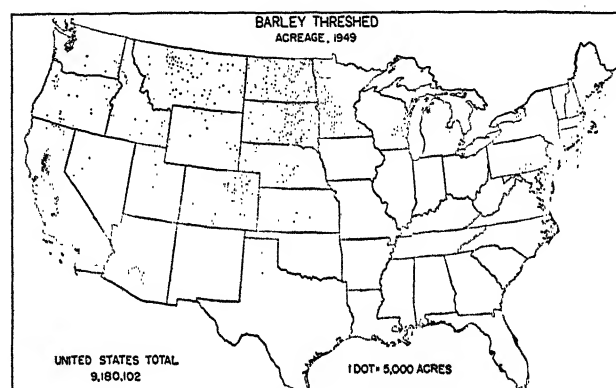 BARLEY THRESHED
ACREAGE, 1949
UNITED STATES TOTAL
9,180,102
1 DOT= 5,000 ACRES